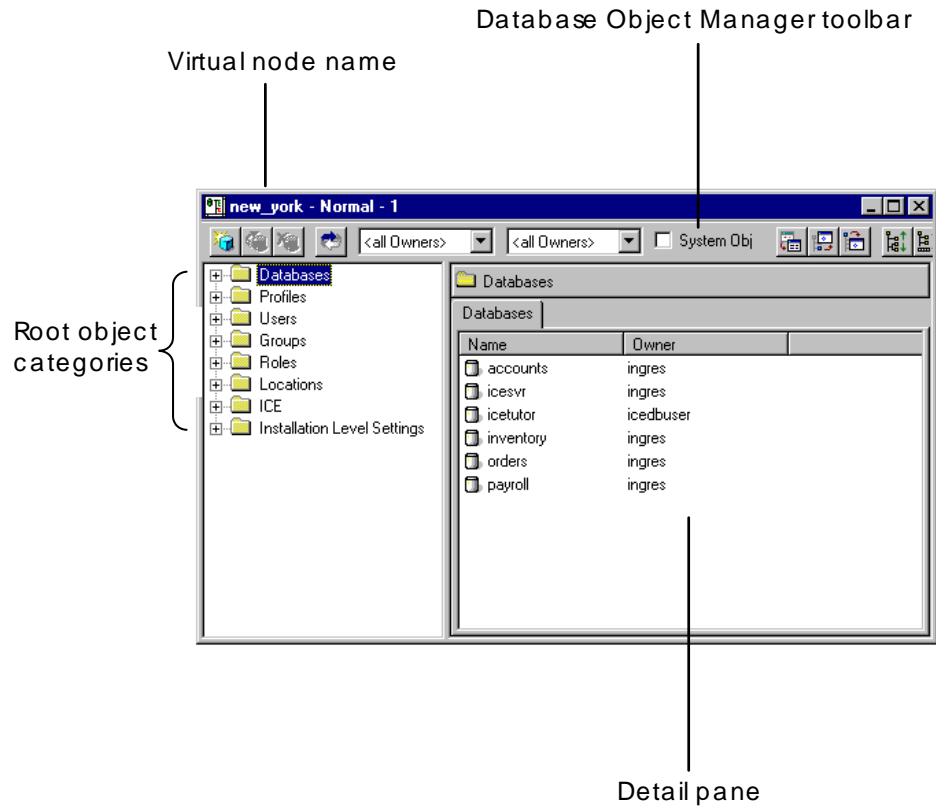 Database Object Manager toolbar
Virtual node name
new_york - Normal - 1
<all Owners>
<all Owners>
System Obj
Root object
categories
Databases
Profiles
Users
Groups
Roles
Locations
ICE
Installation Level Settings
Databases
Databases
Name Owner
accounts ingres
icesvr ingres
icetutor icedbuser
inventory ingres
orders ingres
payroll ingres
Detail pane